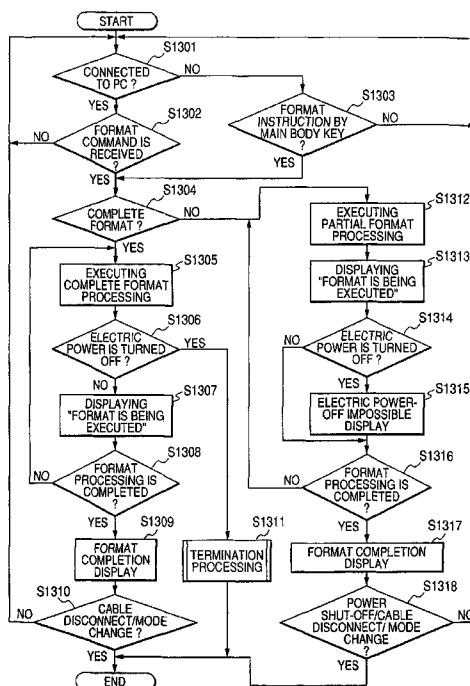 START
S1301
CONNECTED
TO PC ?
NO
YES
S1302
FORMAT
COMMAND IS
RECEIVED
?
NO
YES
S1303
FORMAT
INSTRUCTION BY
MAIN BODY KEY
?
NO
YES
S1304
COMPLETE
FORMAT ?
NO
YES
S1305
EXECUTING
COMPLETE FORMAT
PROCESSING
S1306
ELECTRIC
POWER IS TURNED
OFF ?
YES
NO
S1307
DISPLAYING
"FORMAT IS BEING
EXECUTED"
S1308
FORMAT
PROCESSING IS
COMPLETED
?
NO
YES
S1309
FORMAT
COMPLETION
DISPLAY
S1310
CABLE
DISCONNECT/MODE
CHANGE ?
NO
YES
END
S1311
TERMINATION
PROCESSING
S1312
EXECUTING
PARTIAL FORMAT
PROCESSING
S1313
DISPLAYING
"FORMAT IS BEING
EXECUTED"
S1314
ELECTRIC
POWER IS TURNED
OFF ?
NO
YES
S1315
ELECTRIC POWER-
OFF IMPOSSIBLE
DISPLAY
S1316
FORMAT
PROCESSING IS
COMPLETED
?
NO
YES
S1317
FORMAT COMPLETION
DISPLAY
S1318
POWER
SHUT-OFF/CABLE
DISCONNECT/ MODE
CHANGE
?
NO
YES